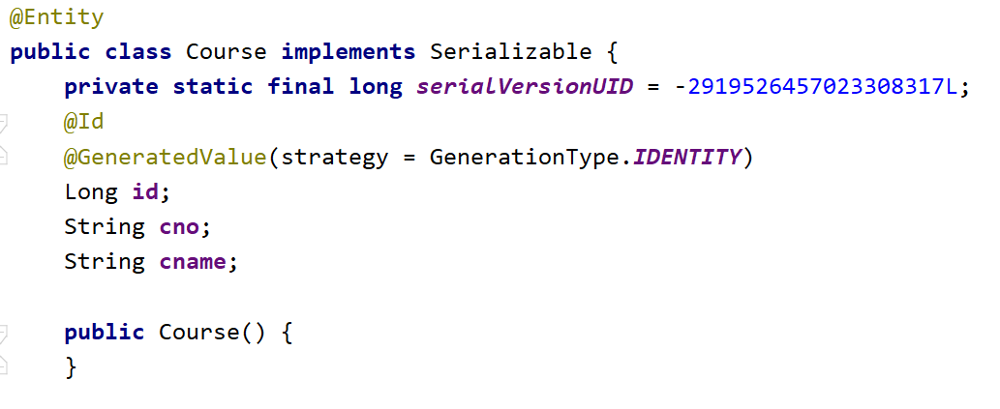 @Entity
public class Course implements Serializable {
    private static final long serialVersionUID = -2919526457023308317L;
    @Id
    @GeneratedValue(strategy = GenerationType.IDENTITY)
    Long id;
    String cno;
    String cname;

    public Course() {
    }